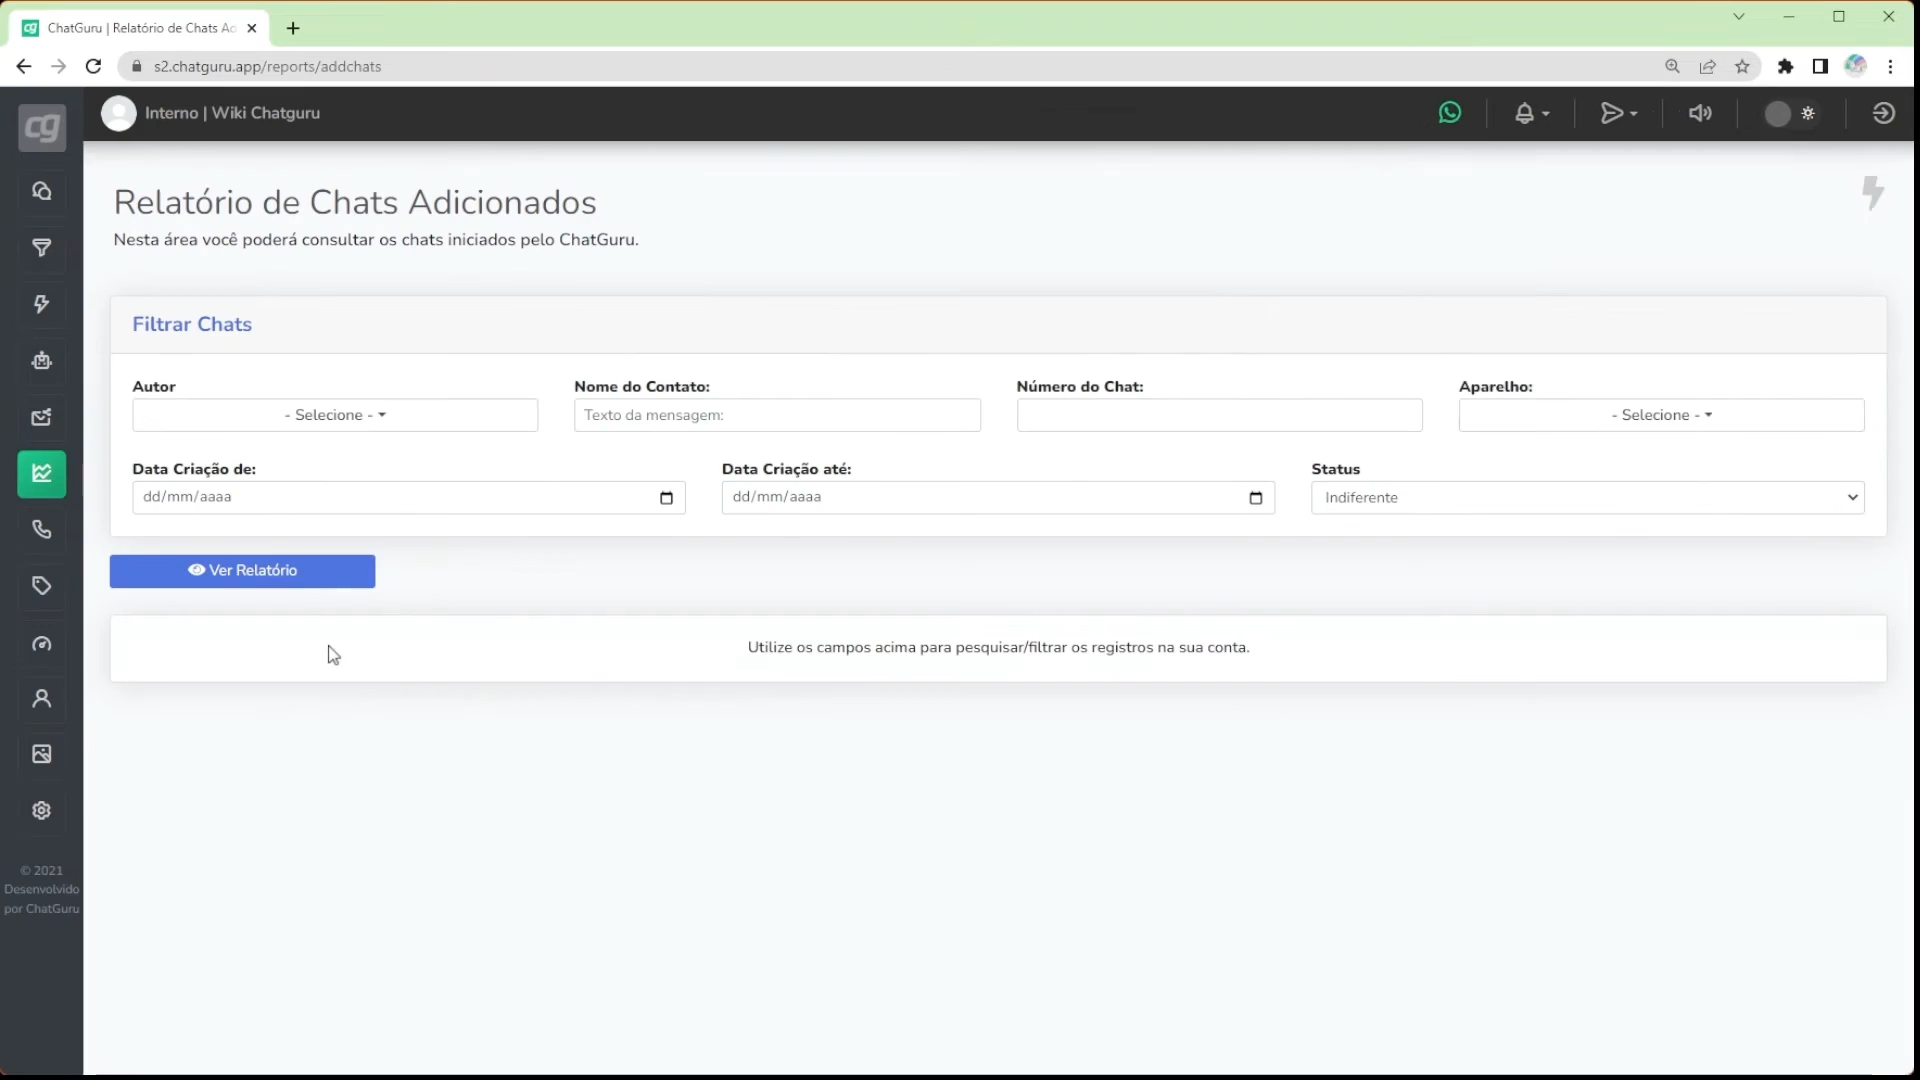 ChatGuru | Relatório de Chats Ad
s2.chatguru.app/reports/addchats
cg
Interno | Wiki Chatguru
Relatório de Chats Adicionados
Nesta área você poderá consultar os chats iniciados pelo ChatGuru.
Filtrar Chats
Autor
Nome do Contato:
Número do Chat:
Aparelho:
- Selecione -
Texto da mensagem:
- Selecione -
Data Criação de:
Data Criação até:
Status
dd/mm/aaaa
dd/mm/aaaa
Indiferente
Ver Relatório
Utilize os campos acima para pesquisar/filtrar os registros na sua conta.
© 2021
Desenvolvido
por ChatGuru